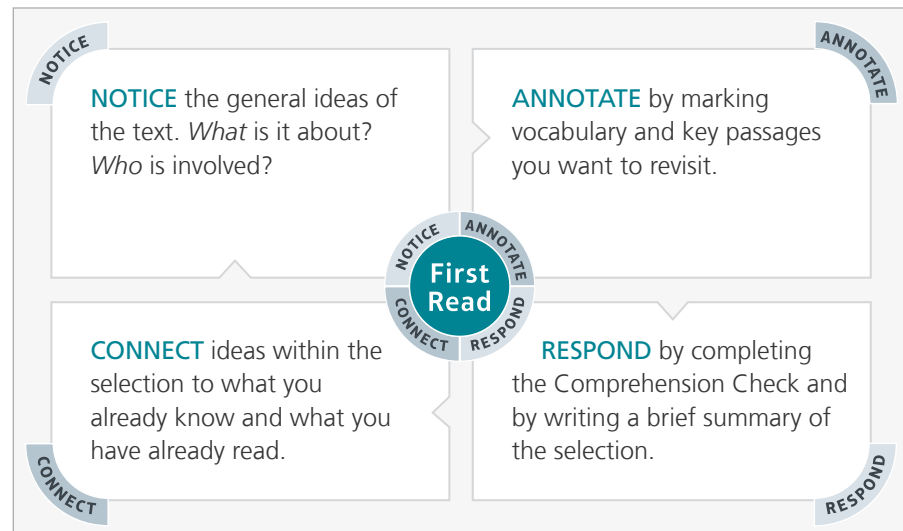 NOTICE
NOTICE the general ideas of
the text. What is it about?
Who is involved?
ANNOTATE
ANNOTATE by marking
vocabulary and key passages
you want to revisit.
NOTICE
ANNOTATE
First
Read
CONNECT
RESPOND
CONNECT ideas within the
selection to what you
already know and what you
have already read.
CONNECT
RESPOND by completing
the Comprehension Check and
by writing a brief summary of
the selection.
RESPOND